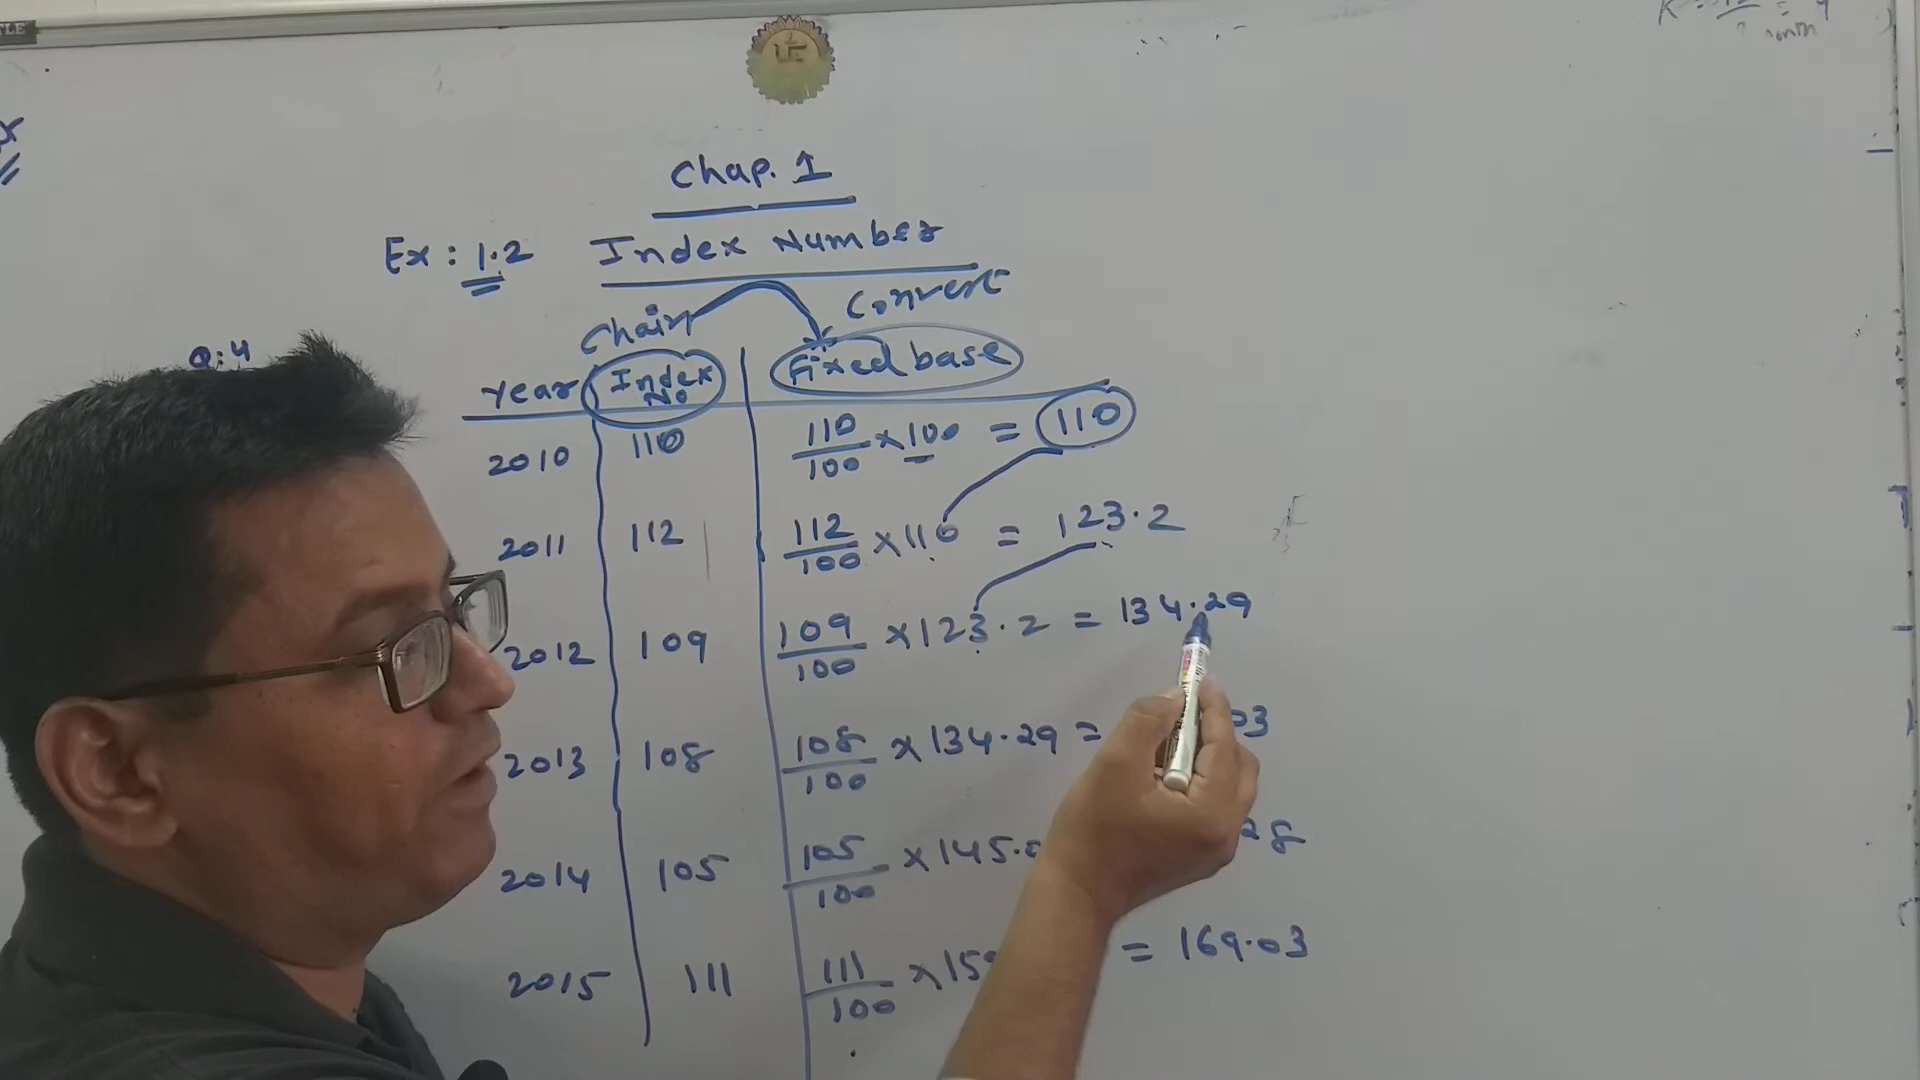 Chap. 1
Ex : 1.2 Index Number
Chain Convert
Q:4
Year Index No Fixed base
2010 110 110/100 ×100 = 110
2011 112 112/100 ×110 = 123.2
2012 109 109/100 ×123.2 = 134.29
2013 108 108/100 ×134.29 = 03
2014 105 105/100 ×145. 28
2015 111 111/100 ×15 = 169.03